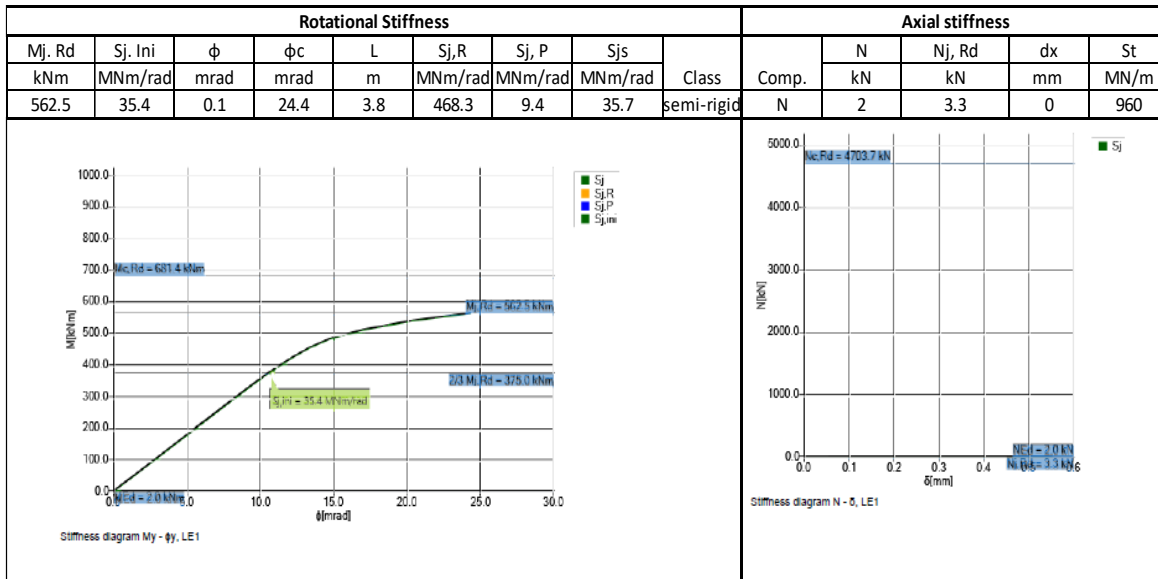 Rotational Stiffness
Axial stiffness
Mj. Rd Sj. Ini ϕ ϕc L Sj,R Sj, P Sjs
N Nj, Rd dx St
kNm MNm/rad mrad mrad m MNm/rad MNm/rad MNm/rad Class
Comp. kN kN mm MN/m
562.5 35.4 0.1 24.4 3.8 468.3 9.4 35.7 semi-rigid
N 2 3.3 0 960
1000.0
900.0
800.0
700.0
600.0
500.0
400.0
300.0
200.0
100.0
0.0
M[kNm]
Mc,Rd = 681.4 kNm
Mj,Rd = 562.5 kNm
2/3 Mj,Rd = 375.0 kNm
Sj,ini = 35.4 MNm/rad
MEd = 2.0 kNm
0.0 5.0 10.0 15.0 20.0 25.0 30.0
ϕ[mrad]
Sj
Sj,R
Sj,P
Sj,ini
Stiffness diagram My - ϕy, LE1
5000.0
4000.0
3000.0
2000.0
1000.0
0.0
N[kN]
Nc,Rd = 4703.7 kN
NEd = 2.0 kN
Nj,Rd = 3.3 kN
0.0 0.1 0.2 0.3 0.4 0.5 0.6
δ[mm]
Sj
Stiffness diagram N - δ, LE1